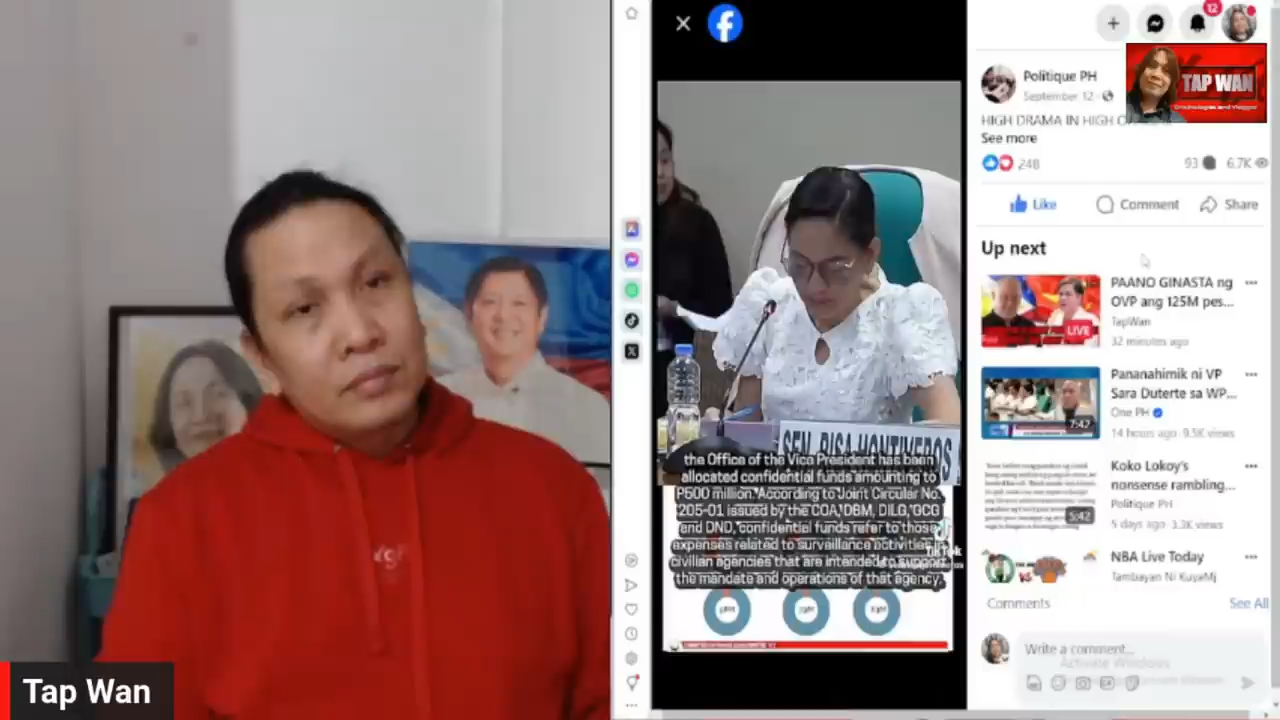 Tap Wan
SEN. RISA HONTIVEROS
the Office of the Vice President has been
allocated confidential funds amounting to
P500 million. According to Joint Circular No.
issued by the COA, DBM, DILG, GCG
and DND, confidential funds refer to those
expenses related to surveillance activities
civilian agencies that are intended to support
the mandate and operations of that agency.
12
TAP WAN
Politique PH
September 12
HIGH DRAMA IN HIGH
See more
248
93
6.7K
Like
Comment
Share
Up next
PAANO GINASTA ng
OVP ang 125M pes...
TapWan
32 minutes ago
LIVE
Pananahimik ni VP
Sara Duterte sa WP...
One PH
14 hours ago · 9.5K views
7:42
Koko Lokoy's
nonsense rambling...
Politique PH
5 days ago · 3.3K views
5:42
NBA Live Today
Tambayan Ni KuyaMj
Comments
See All
Write a comment...
Activate Windows